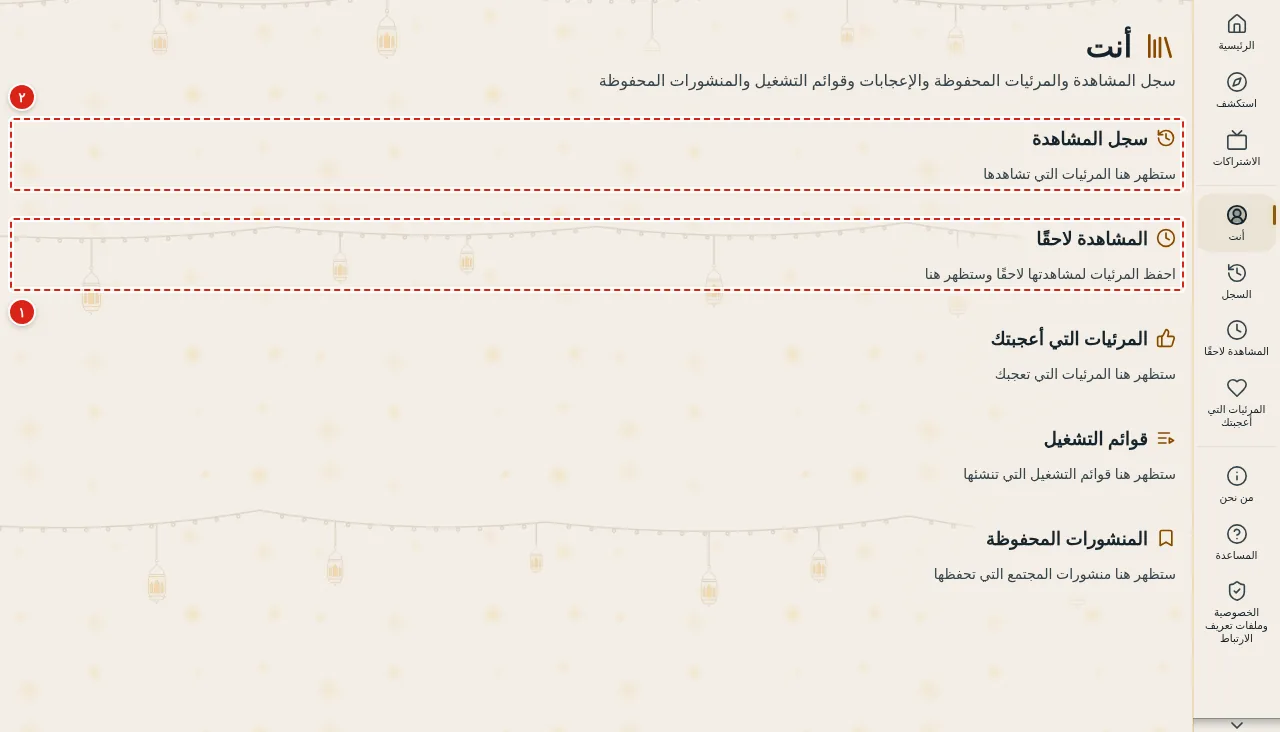 أنت
سجل المشاهدة والمرئيات المحفوظة والإعجابات وقوائم التشغيل والمنشورات المحفوظة
٢
سجل المشاهدة
ستظهر هنا المرئيات التي تشاهدها
المشاهدة لاحقًا
احفظ المرئيات لمشاهدتها لاحقًا وستظهر هنا
١
المرئيات التي أعجبتك
ستظهر هنا المرئيات التي تعجبك
قوائم التشغيل
ستظهر هنا قوائم التشغيل التي تنشئها
المنشورات المحفوظة
ستظهر هنا منشورات المجتمع التي تحفظها
الرئيسية
استكشف
الاشتراكات
أنت
السجل
المشاهدة لاحقًا
المرئيات التي
أعجبتك
من نحن
المساعدة
الخصوصية
وملفات تعريف
الارتباط